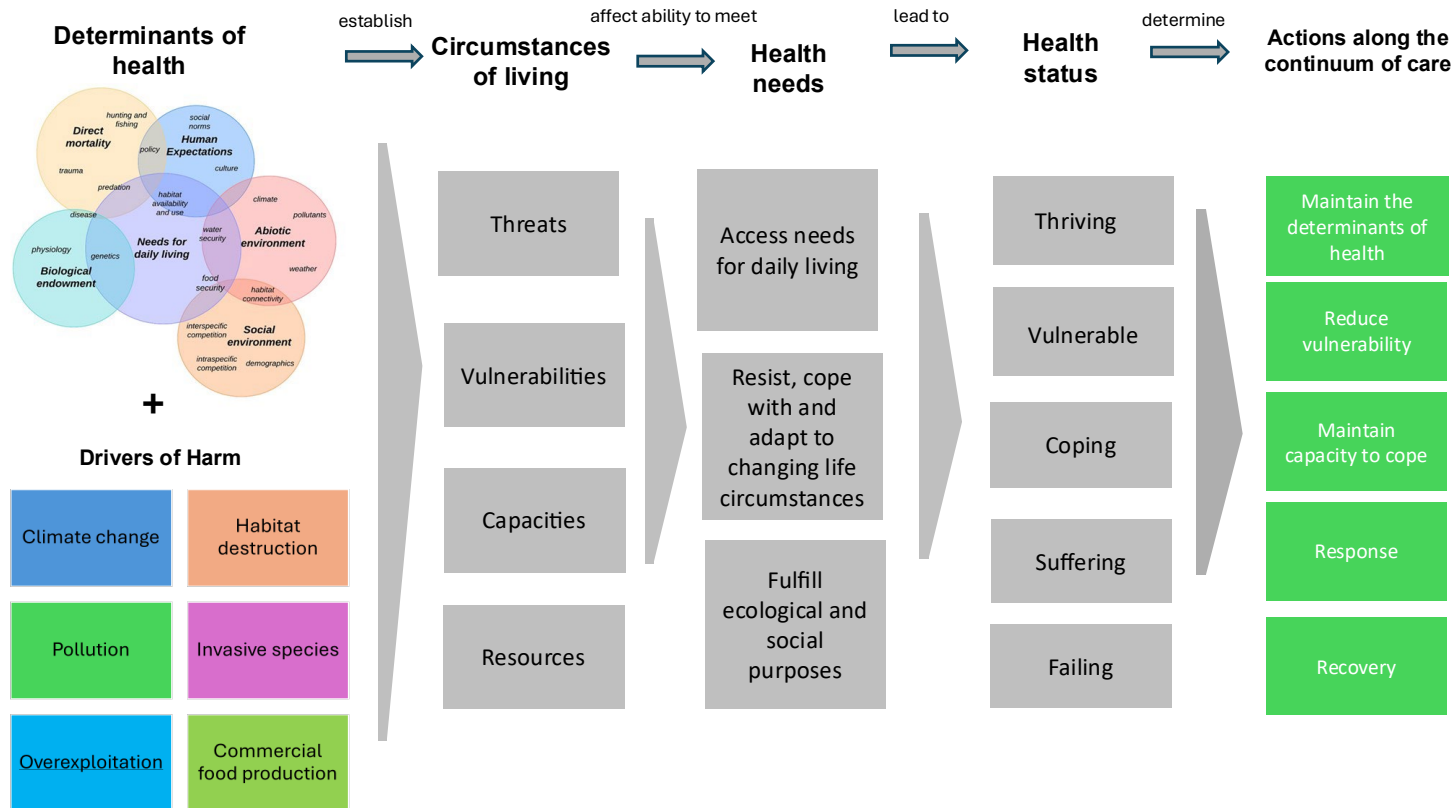 establish
affect ability to meet
lead to
determine
Determinants of
health
Circumstances
of living
Health
needs
Health
status
Actions along the
continuum of care
hunting and
fishing
Direct
mortality
policy
trauma
predation
social
norms
Human
Expectations
culture
habitat
availability
and use
climate
pollutants
Abiotic
environment
weather
water
security
disease
physiology
genetics
Biological
endowment
Needs for
daily living
food
security
habitat
connectivity
interspecific
competition
Social
environment
intraspecific
competition
demographics
+
Drivers of Harm
Climate change
Habitat
destruction
Pollution
Invasive species
Overexploitation
Commercial
food production
Threats
Vulnerabilities
Capacities
Resources
Access needs
for daily living
Resist, cope
with and
adapt to
changing life
circumstances
Fulfill
ecological and
social
purposes
Thriving
Vulnerable
Coping
Suffering
Failing
Maintain the
determinants of
health
Reduce
vulnerability
Maintain
capacity to cope
Response
Recovery